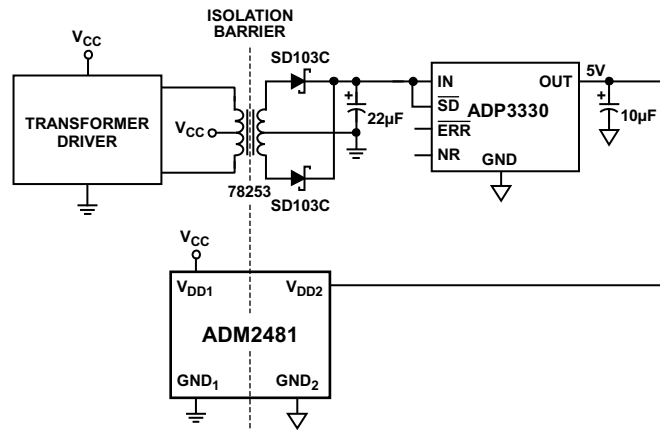 ISOLATION
BARRIER
VCC
SD103C
TRANSFORMER
DRIVER
VCC
78253
SD103C
+
22µF
IN
SD
ERR
NR
OUT
ADP3330
GND
5V
+
10µF
VCC
VDD1
VDD2
ADM2481
GND1
GND2